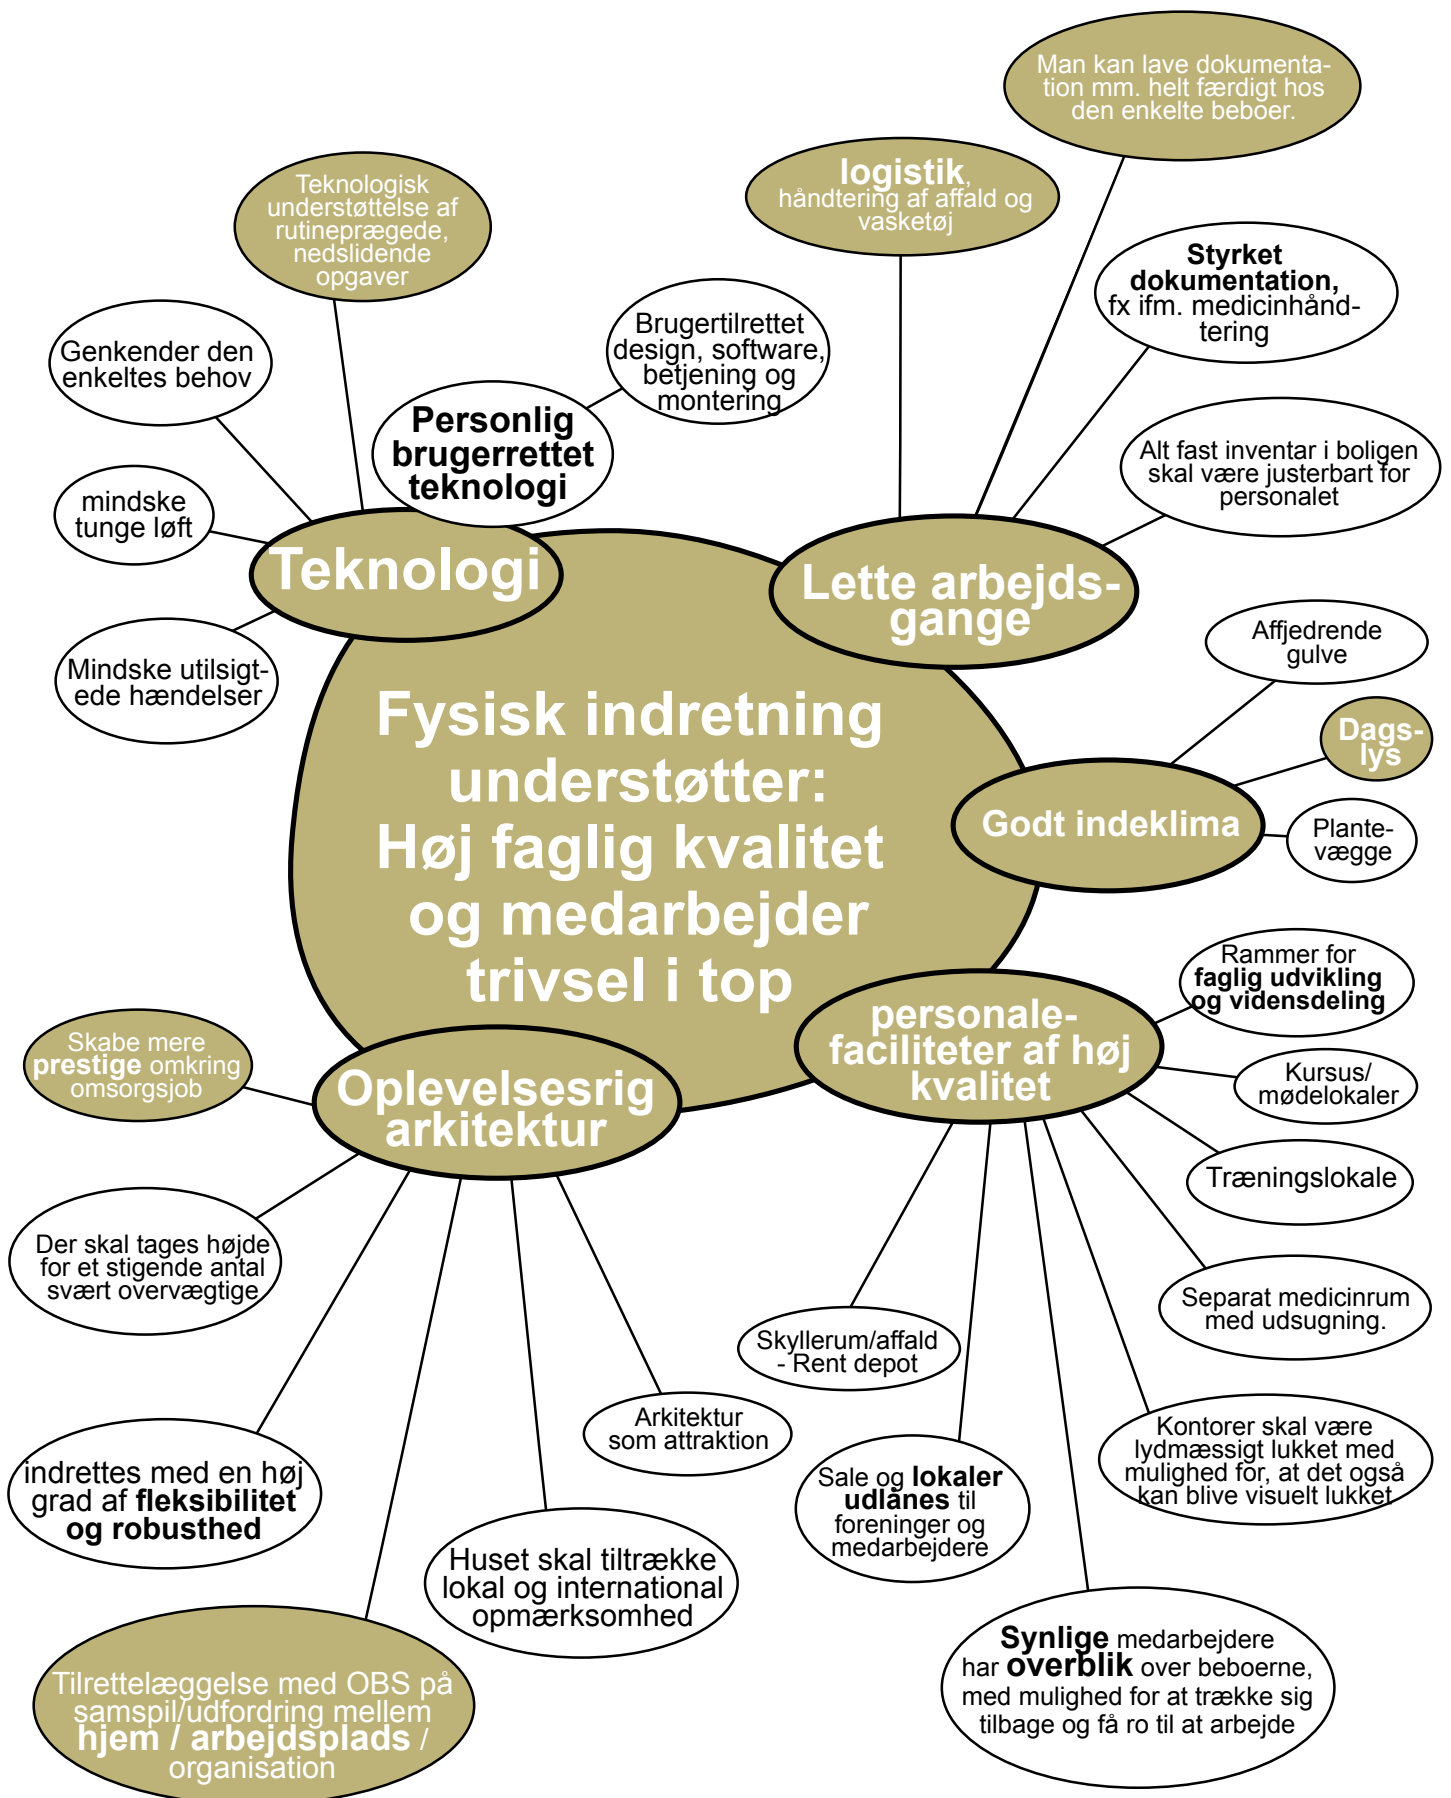 Man kan lave dokumenta-
tion mm. helt færdigt hos
den enkelte beboer.
logistik,
håndtering af affald og
vasketøj
Teknologisk
understøttelse af
rutineprægede,
nedslidende
opgaver
Styrket
dokumentation,
fx ifm. medicinhånd-
tering
Genkender den
enkeltes behov
Brugertilrettet
design, software,
betjening og
montering
Personlig
brugerrettet
teknologi
Alt fast inventar i boligen
skal være justerbart for
personalet
mindske
tunge løft
Teknologi
Lette arbejds-
gange
Mindske utilsigt-
ede hændelser
Affjedrende
gulve
Dags-
lys
Fysisk indretning
understøtter:
Høj faglig kvalitet
og medarbejder
trivsel i top
Godt indeklima
Plante-
vægge
Rammer for
faglig udvikling
og vidensdeling
personale-
faciliteter af høj
kvalitet
Skabe mere
prestige omkring
omsorgsjob
Oplevelsesrig
arkitektur
Kursus/
mødelokaler
Træningslokale
Der skal tages højde
for et stigende antal
svært overvægtige
Separat medicinrum
med udsugning.
Skyllerum/affald
- Rent depot
Arkitektur
som attraktion
Kontorer skal være
lydmæssigt lukket med
mulighed for, at det også
kan blive visuelt lukket
indrettes med en høj
grad af fleksibilitet
og robusthed
Sale og lokaler
udlånes til
foreninger og
medarbejdere
Huset skal tiltrække
lokal og international
opmærksomhed
Synlige medarbejdere
har overblik over beboerne,
med mulighed for at trække sig
tilbage og få ro til at arbejde
Tilrettelæggelse med OBS på
samspil/udfordring mellem
hjem / arbejdsplads /
organisation